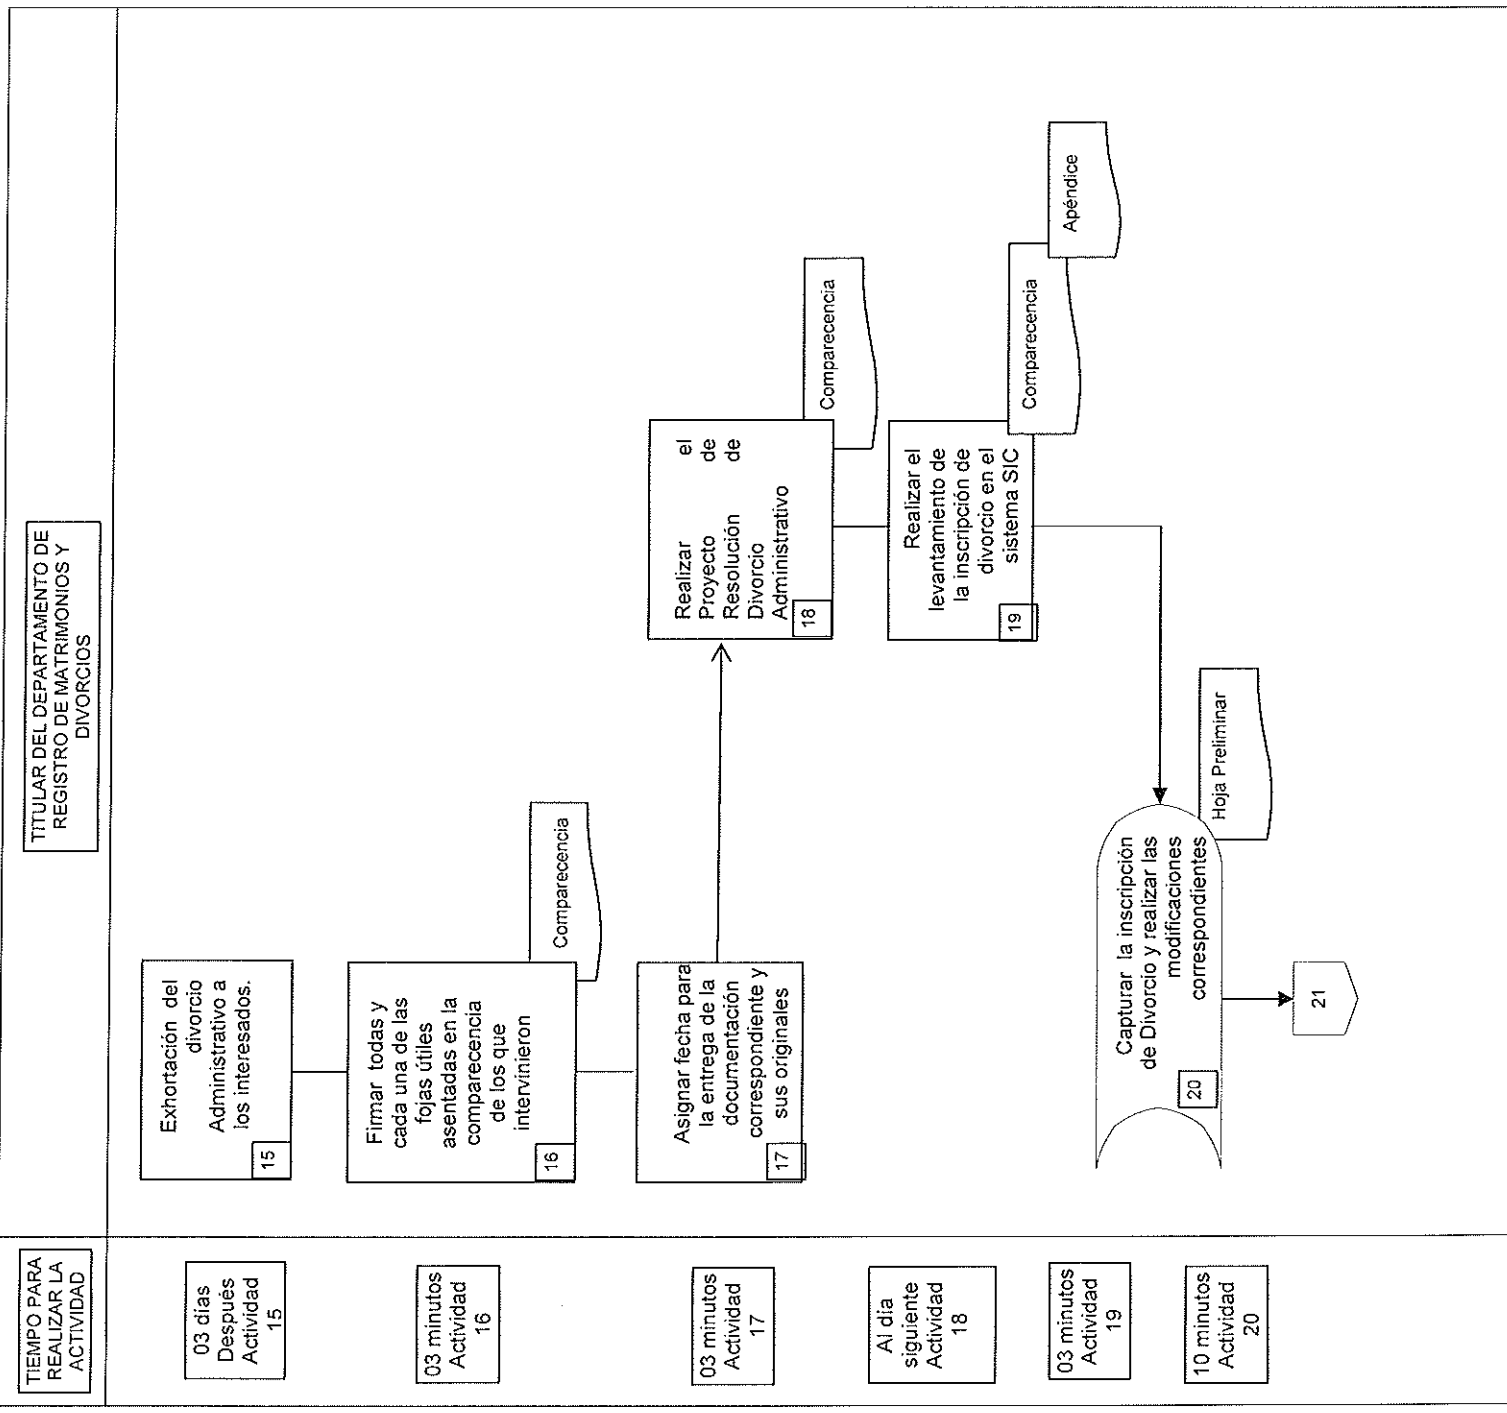 TIEMPO PARA
REALIZAR LA
ACTIVIDAD
TITULAR DEL DEPARTAMENTO DE
REGISTRO DE MATRIMONIOS Y
DIVORCIOS
03 días
Después
Actividad
15
Exhortación del
divorcio
Administrativo a
los interesados.
15
03 minutos
Actividad
16
Firmar todas y
cada una de las
fojas útiles
asentadas en la
comparecencia
de los que
intervinieron
16
Comparecencia
03 minutos
Actividad
17
Asignar fecha para
la entrega de la
documentación
correspondiente y
sus originales
17
Al día
siguiente
Actividad
18
Realizar el
Proyecto de
Resolución de
Divorcio
Administrativo
18
Comparecencia
03 minutos
Actividad
19
Realizar el
levantamiento de
la inscripción de
divorcio en el
sistema SIC
19
Comparecencia
Apéndice
10 minutos
Actividad
20
Capturar la inscripción
de Divorcio y realizar las
modificaciones
correspondientes
20
Hoja Preliminar
21